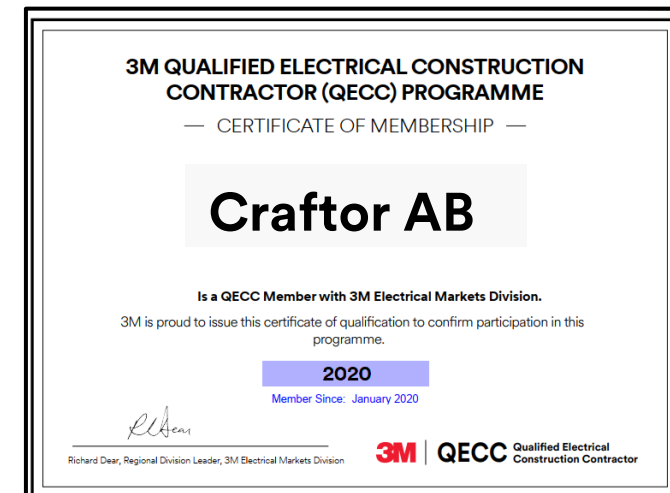 3M QUALIFIED ELECTRICAL CONSTRUCTION
CONTRACTOR (QECC) PROGRAMME
— CERTIFICATE OF MEMBERSHIP —
Craftor AB
Is a QECC Member with 3M Electrical Markets Division.
3M is proud to issue this certificate of qualification to confirm participation in this
programme.
2020
Member Since: January 2020
Richard Dear, Regional Division Leader, 3M Electrical Markets Division
3M | QECC Qualified Electrical
Construction Contractor